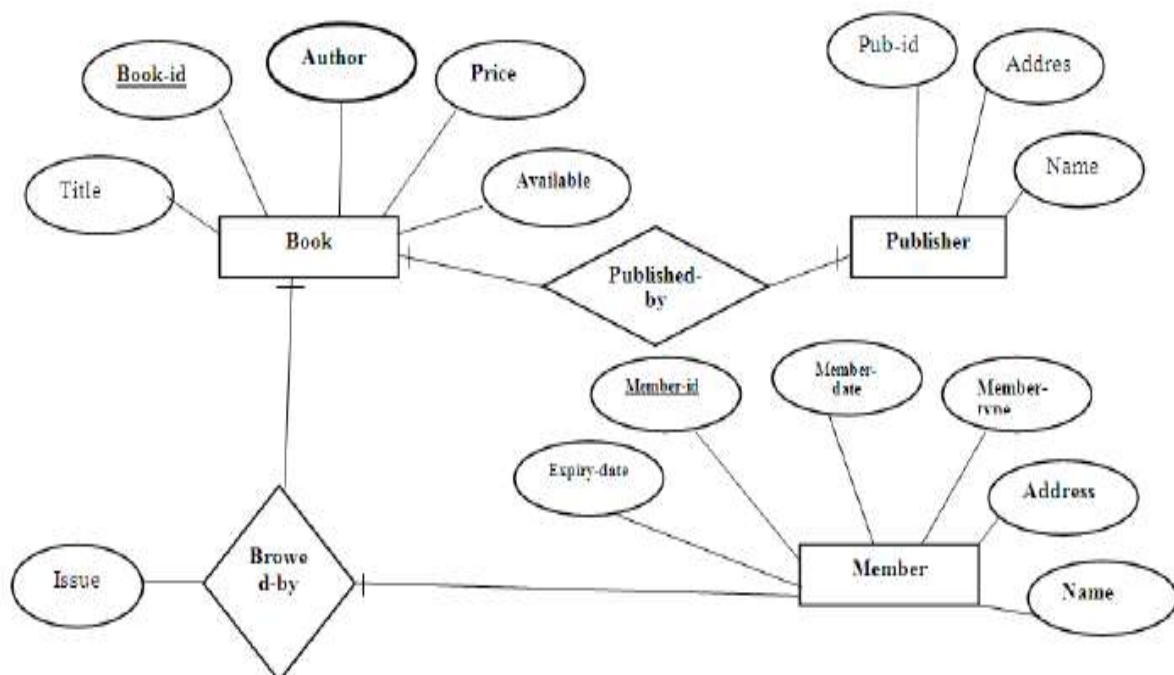 Author
Pub-id
Book-id
Price
Addres
Title
Available
Name
Book
Publisher
Published-
by
Member-id
Member-
date
Member-
type
Expiry-date
Address
Member
Name
Issue
Browe
d-by